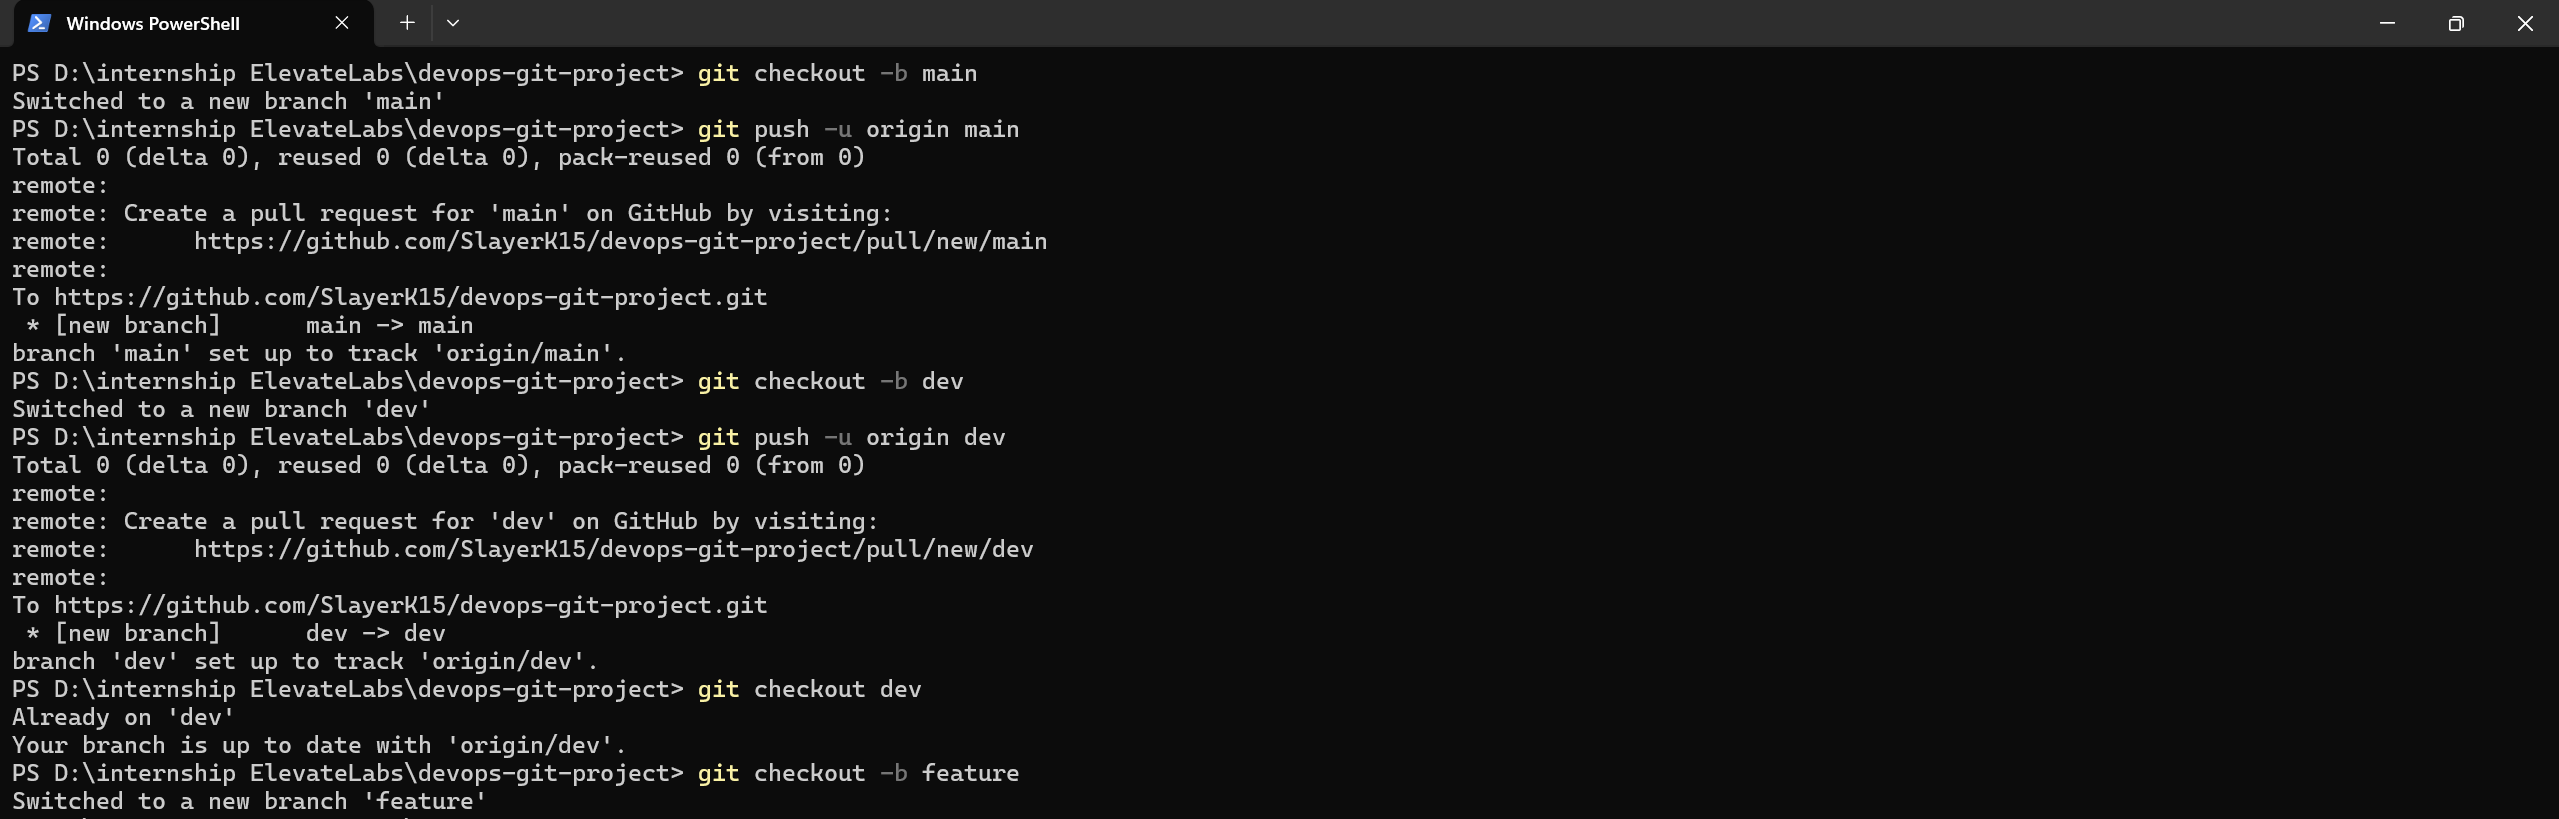 Windows PowerShell
PS D:\internship ElevateLabs\devops-git-project> git checkout -b main
Switched to a new branch 'main'
PS D:\internship ElevateLabs\devops-git-project> git push -u origin main
Total 0 (delta 0), reused 0 (delta 0), pack-reused 0 (from 0)
remote:
remote: Create a pull request for 'main' on GitHub by visiting:
remote:      https://github.com/SlayerK15/devops-git-project/pull/new/main
remote:
To https://github.com/SlayerK15/devops-git-project.git
 * [new branch]      main -> main
branch 'main' set up to track 'origin/main'.
PS D:\internship ElevateLabs\devops-git-project> git checkout -b dev
Switched to a new branch 'dev'
PS D:\internship ElevateLabs\devops-git-project> git push -u origin dev
Total 0 (delta 0), reused 0 (delta 0), pack-reused 0 (from 0)
remote:
remote: Create a pull request for 'dev' on GitHub by visiting:
remote:      https://github.com/SlayerK15/devops-git-project/pull/new/dev
remote:
To https://github.com/SlayerK15/devops-git-project.git
 * [new branch]      dev -> dev
branch 'dev' set up to track 'origin/dev'.
PS D:\internship ElevateLabs\devops-git-project> git checkout dev
Already on 'dev'
Your branch is up to date with 'origin/dev'.
PS D:\internship ElevateLabs\devops-git-project> git checkout -b feature
Switched to a new branch 'feature'